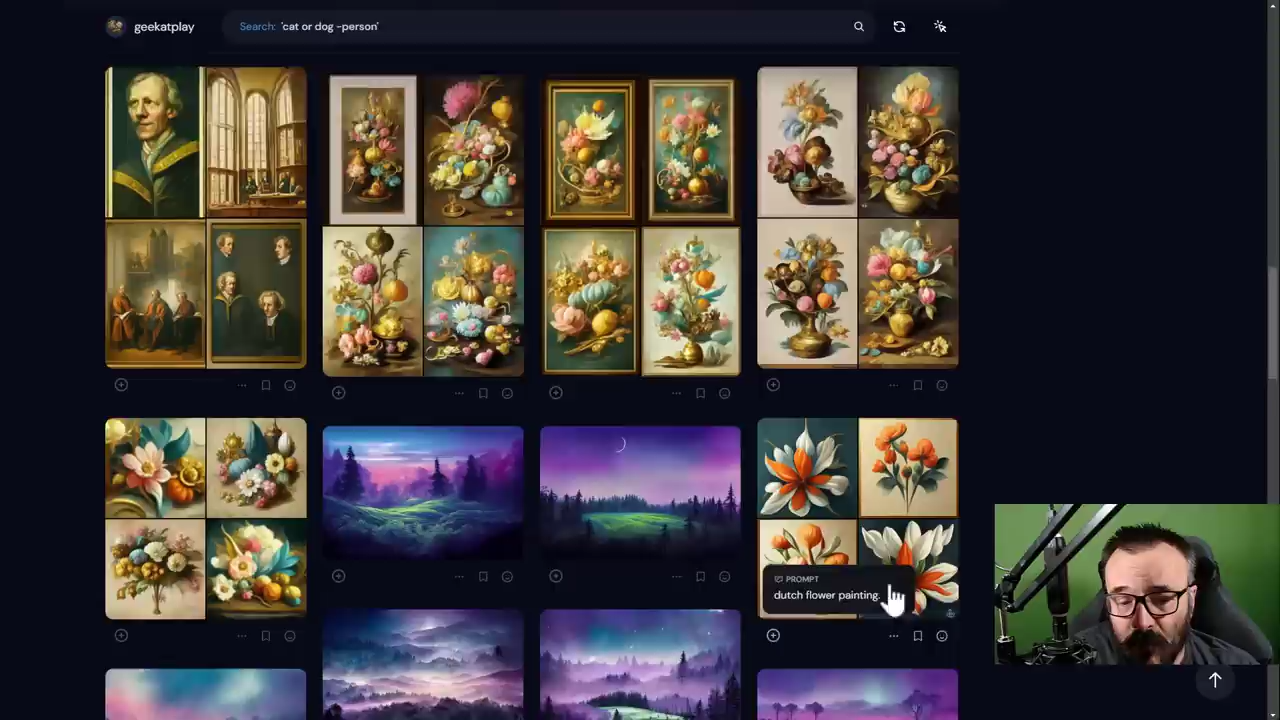 geekatplay
Search: 'cat or dog -person'
PROMPT
dutch flower painting.